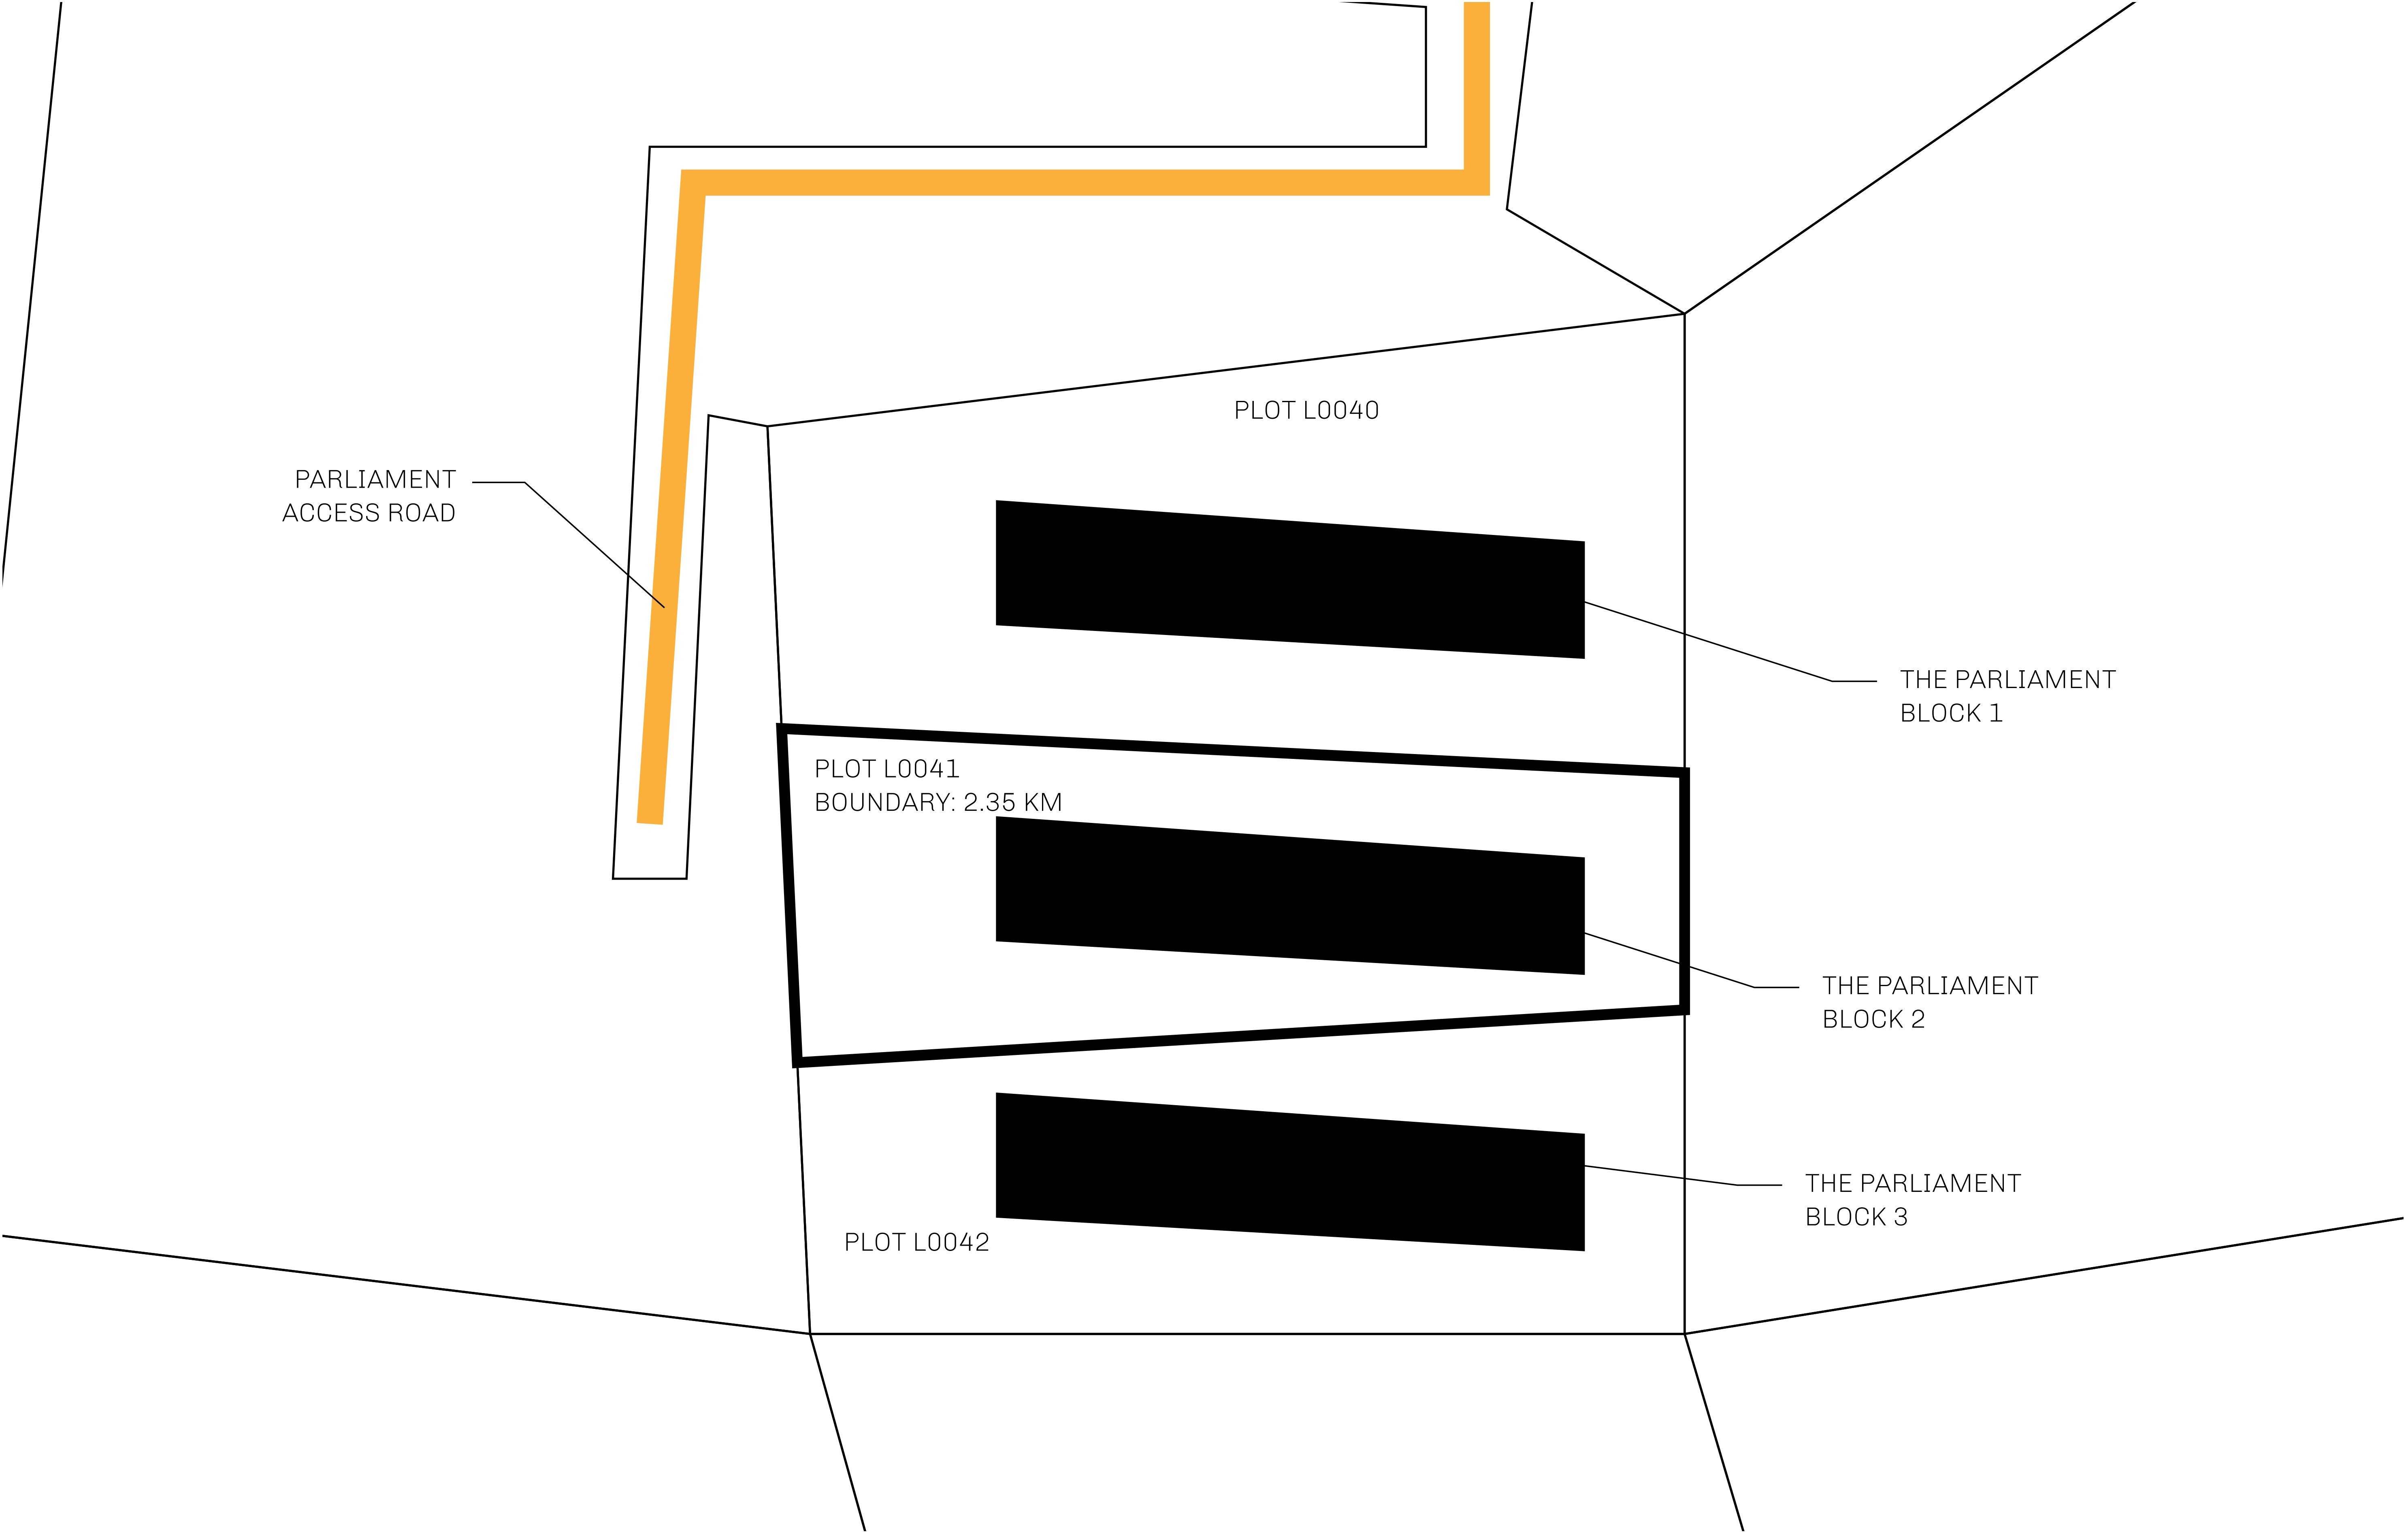 PLOT L0040
PARLIAMENT
ACCESS ROAD
THE PARLIAMENT
BLOCK 1
PLOT L0041
BOUNDARY: 2.35 KM
THE PARLIAMENT
BLOCK 2
THE PARLIAMENT
BLOCK 3
PLOT L0042